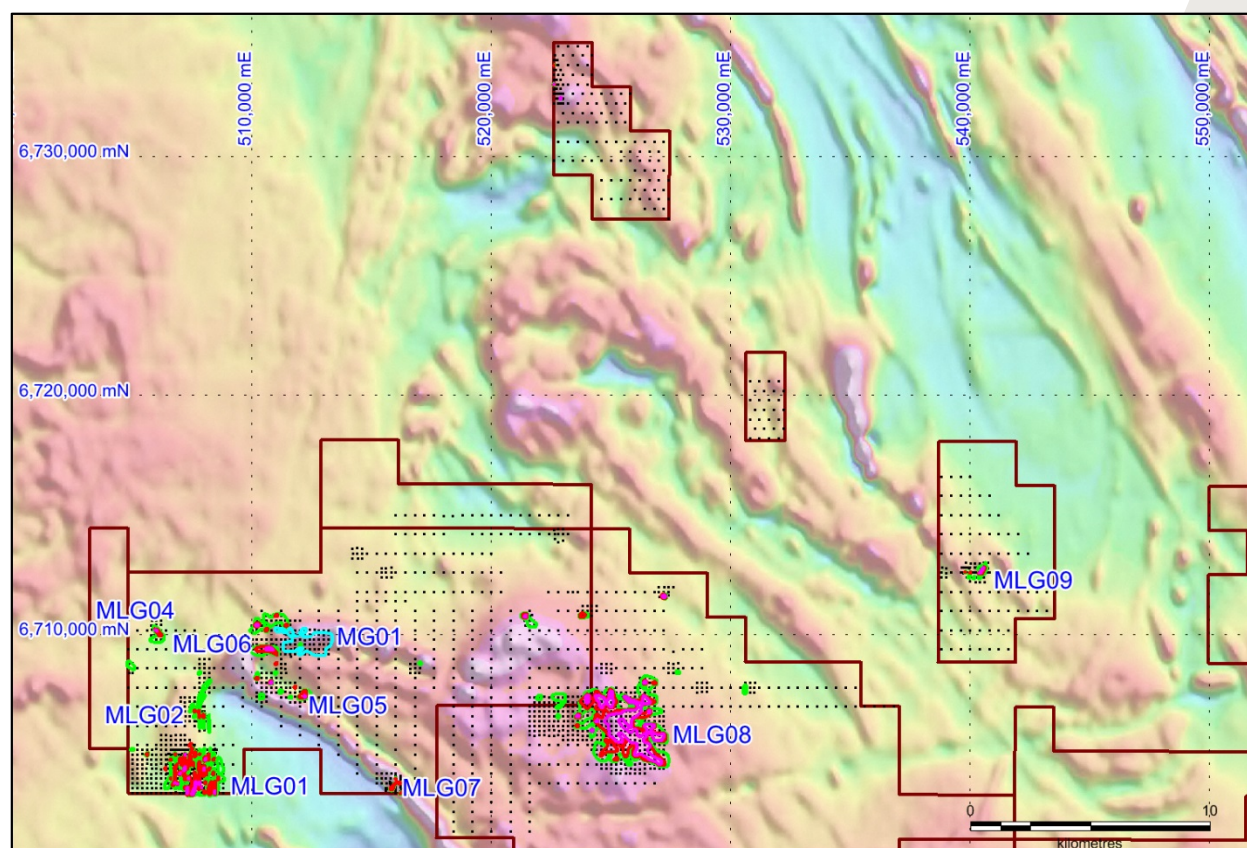 510,000 mE
520,000 mE
530,000 mE
540,000 mE
550,000 mE
6,730,000 mN
6,720,000 mN
6,710,000 mN
MLG04
MLG06
MG01
MLG09
MLG02
MLG05
MLG08
MLG01
MLG07
0
10
kilometres